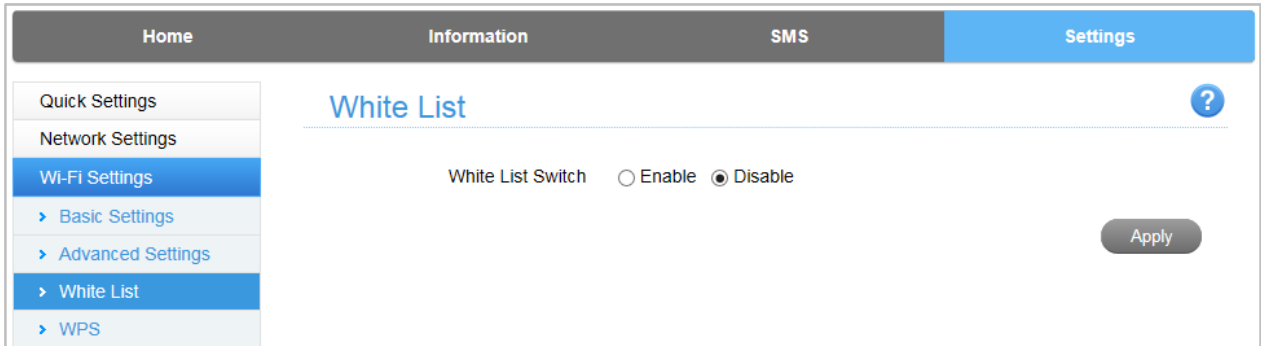 Home Information SMS Settings
Quick Settings
Network Settings
Wi-Fi Settings
> Basic Settings
> Advanced Settings
> White List
> WPS
White List
?
White List Switch Enable Disable
Apply